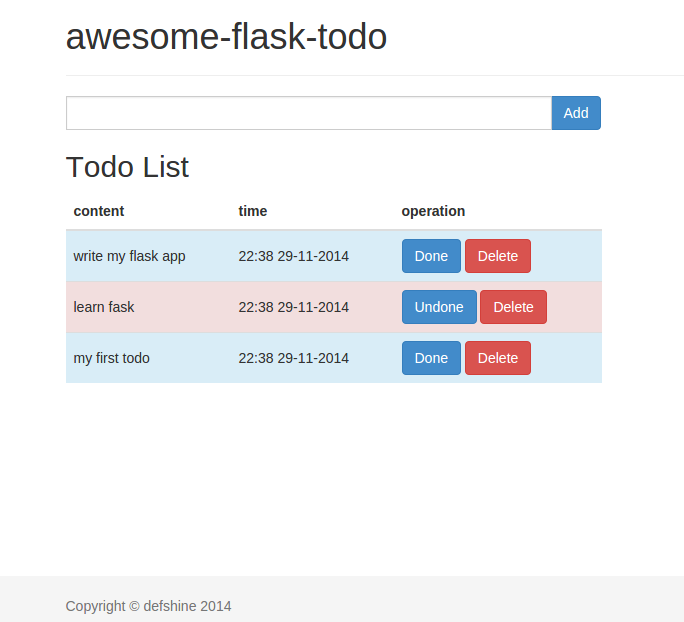 awesome-flask-todo
Add
Todo List
content time operation
write my flask app 22:38 29-11-2014 Done Delete
learn fask 22:38 29-11-2014 Undone Delete
my first todo 22:38 29-11-2014 Done Delete
Copyright © defshine 2014